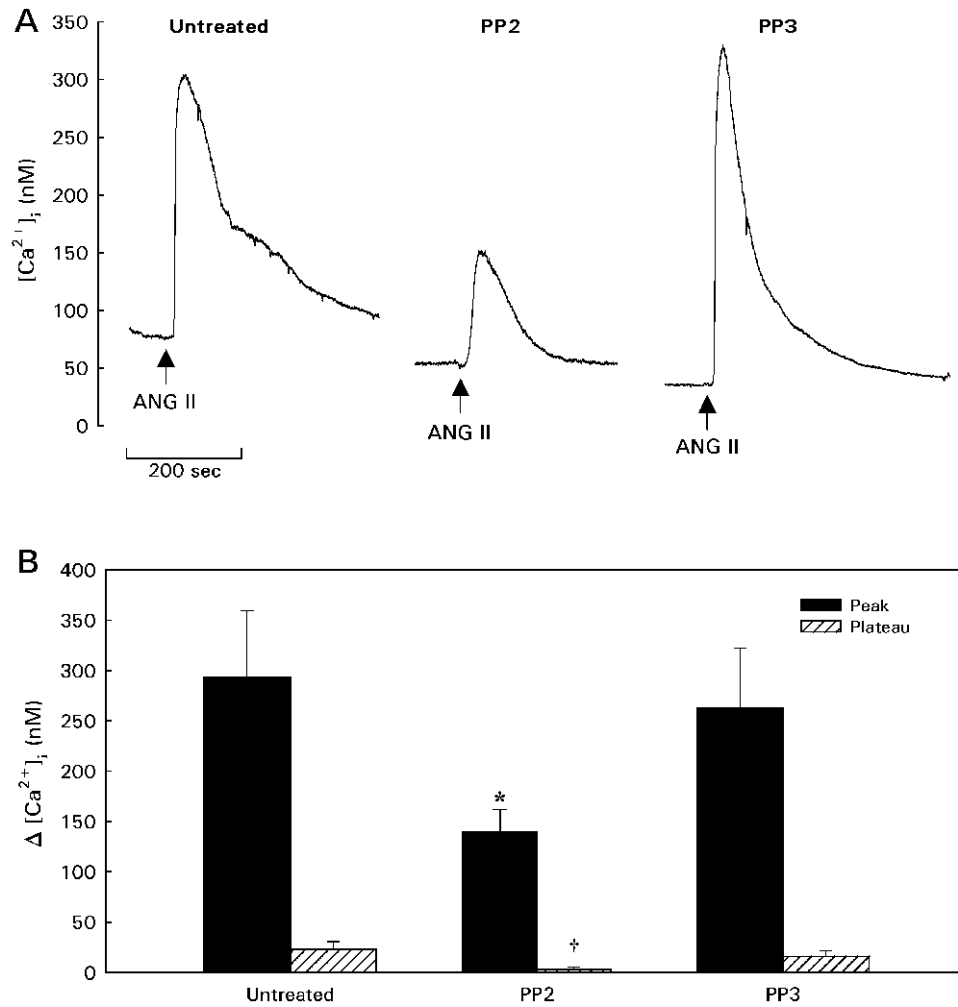 A
Untreated PP2 PP3
[Ca2+]i (nM)
350
300
250
200
150
100
50
0
ANG II
ANG II
ANG II
200 sec
B
Δ [Ca2+]i (nM)
400
350
300
250
200
150
100
50
0
Peak
Plateau
*
†
Untreated PP2 PP3